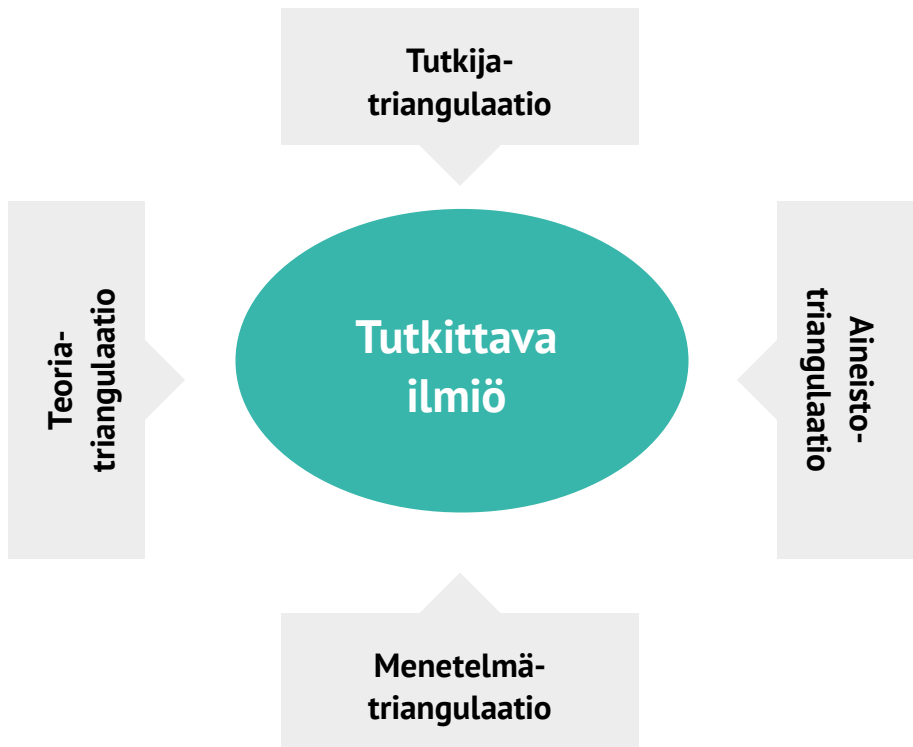 Tutkija-
triangulaatio
Teoria-
triangulaatio
Tutkittava
ilmiö
Aineisto-
triangulaatio
Menetelmä-
triangulaatio